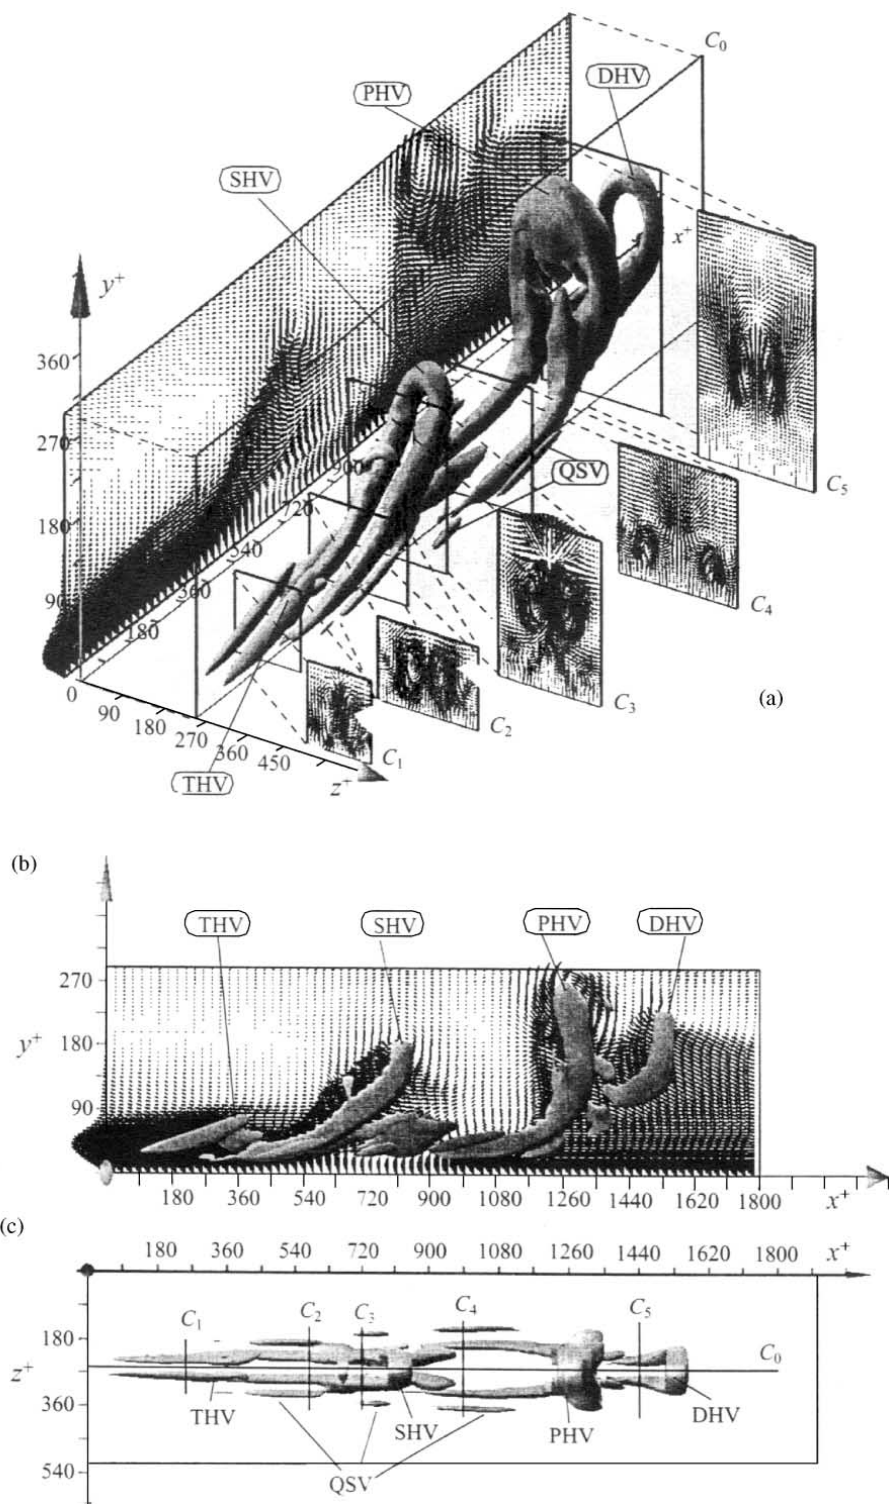 C0
PHV
DHV
SHV
x+
y+
360
270
180
90
0
900
720
540
360
180
QSV
C5
C4
C3
C2
C1
(a)
90
180
270
360
450
z+
THV
(b)
THV SHV PHV DHV
270
y+ 180
90
180 360 540 720 900 1080 1260 1440 1620 1800 x+
(c)
180 360 540 720 900 1080 1260 1440 1620 1800 x+
C1 C2 C3 C4 C5
180
C0
z+
360
THV SHV PHV DHV
QSV
540